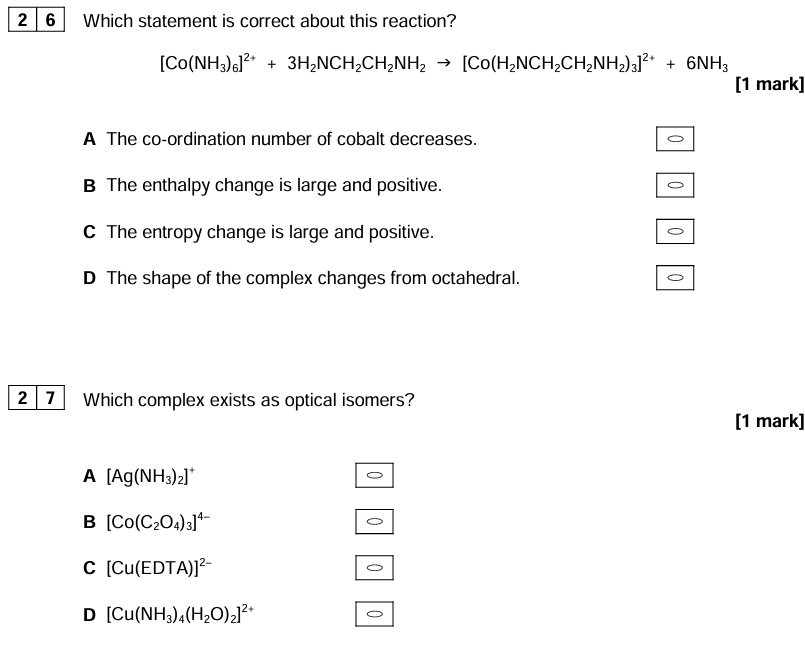 2 6 Which statement is correct about this reaction?
[Co(NH₃)₆]²⁺ + 3H₂NCH₂CH₂NH₂ → [Co(H₂NCH₂CH₂NH₂)₃]²⁺ + 6NH₃
[1 mark]
A The co-ordination number of cobalt decreases.
B The enthalpy change is large and positive.
C The entropy change is large and positive.
D The shape of the complex changes from octahedral.
2 7 Which complex exists as optical isomers?
[1 mark]
A [Ag(NH₃)₂]⁺
B [Co(C₂O₄)₃]⁴⁻
C [Cu(EDTA)]²⁻
D [Cu(NH₃)₄(H₂O)₂]²⁺